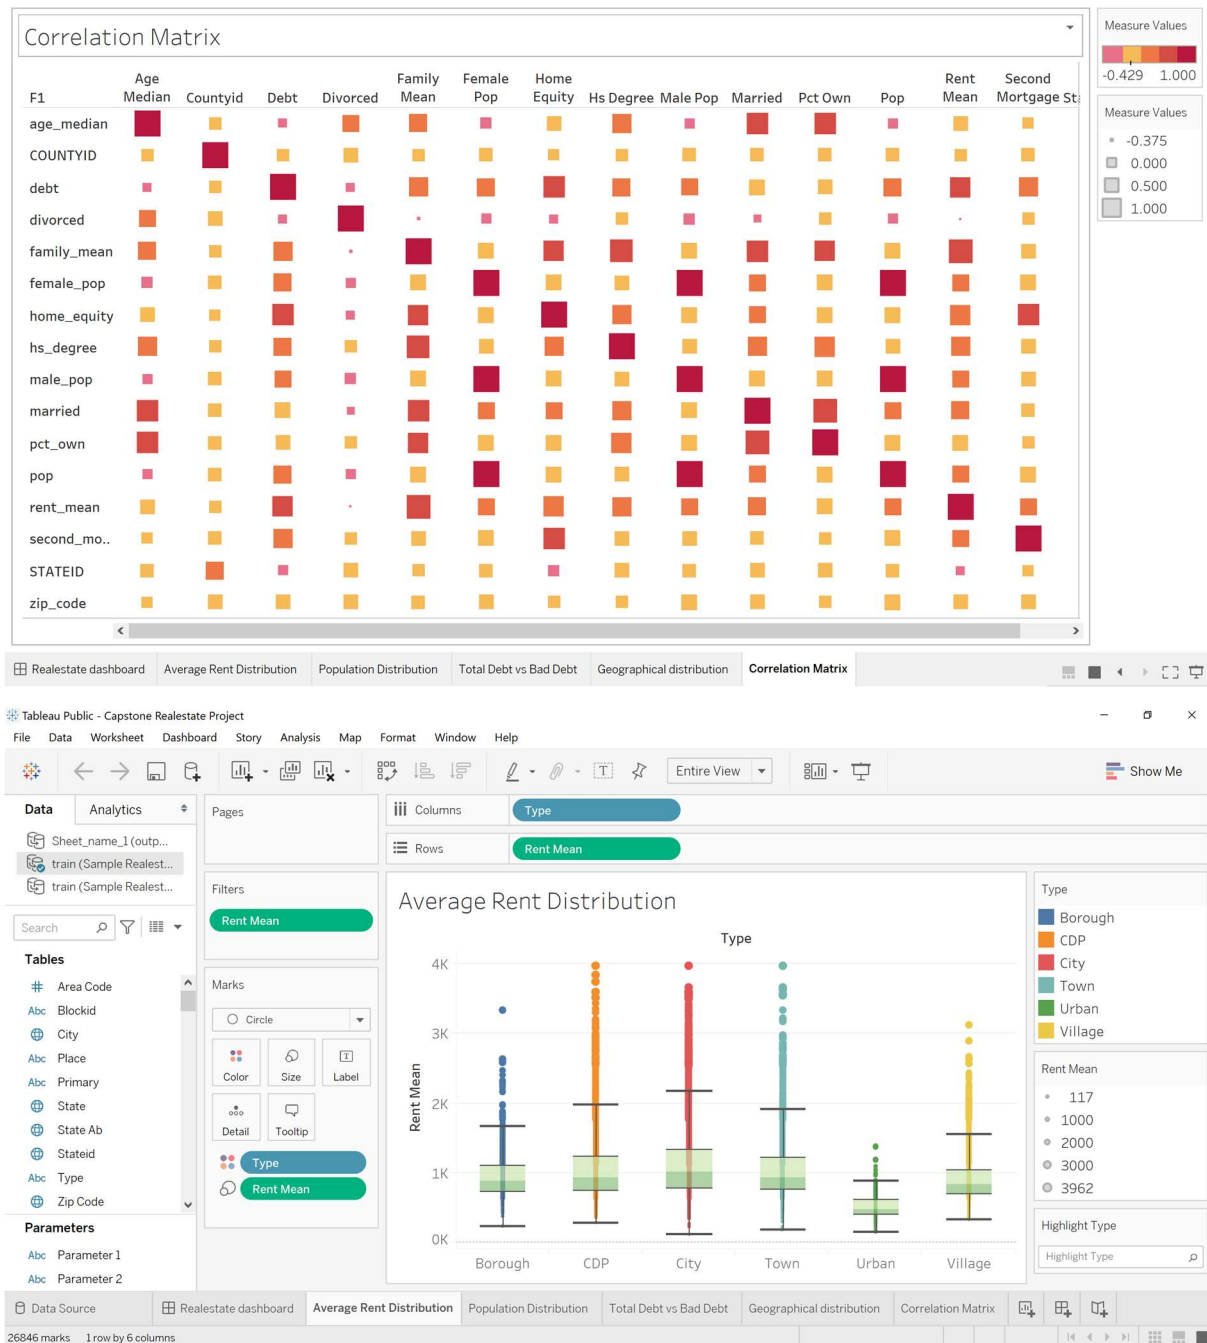 Correlation Matrix
F1 Age Median Countyid Debt Divorced Family Mean Female Pop Home Equity Hs Degree Male Pop Married Pct Own Pop Rent Mean Second Mortgage Sta
age_median
COUNTYID
debt
divorced
family_mean
female_pop
home_equity
hs_degree
male_pop
married
pct_own
pop
rent_mean
second_mo..
STATEID
zip_code
Measure Values
-0.429 1.000
Measure Values
-0.375
0.000
0.500
1.000
Realestate dashboard Average Rent Distribution Population Distribution Total Debt vs Bad Debt Geographical distribution Correlation Matrix
Tableau Public - Capstone Realestate Project
File Data Worksheet Dashboard Story Analysis Map Format Window Help
Entire View
Show Me
Data Analytics
Sheet_name_1 (outp...
train (Sample Realest...
train (Sample Realest...
Search
Tables
# Area Code
Abc Blockid
City
Abc Place
Abc Primary
State
State Ab
Stateid
Abc Type
Zip Code
Parameters
Abc Parameter 1
Abc Parameter 2
Pages
Filters
Rent Mean
Marks
Circle
Color Size Label
Detail Tooltip
Type
Rent Mean
Columns Type
Rows Rent Mean
Average Rent Distribution
Type
Rent Mean
4K
3K
2K
1K
0K
Borough CDP City Town Urban Village
Type
Borough
CDP
City
Town
Urban
Village
Rent Mean
117
1000
2000
3000
3962
Highlight Type
Highlight Type
Data Source Realestate dashboard Average Rent Distribution Population Distribution Total Debt vs Bad Debt Geographical distribution Correlation Matrix
26846 marks 1 row by 6 columns